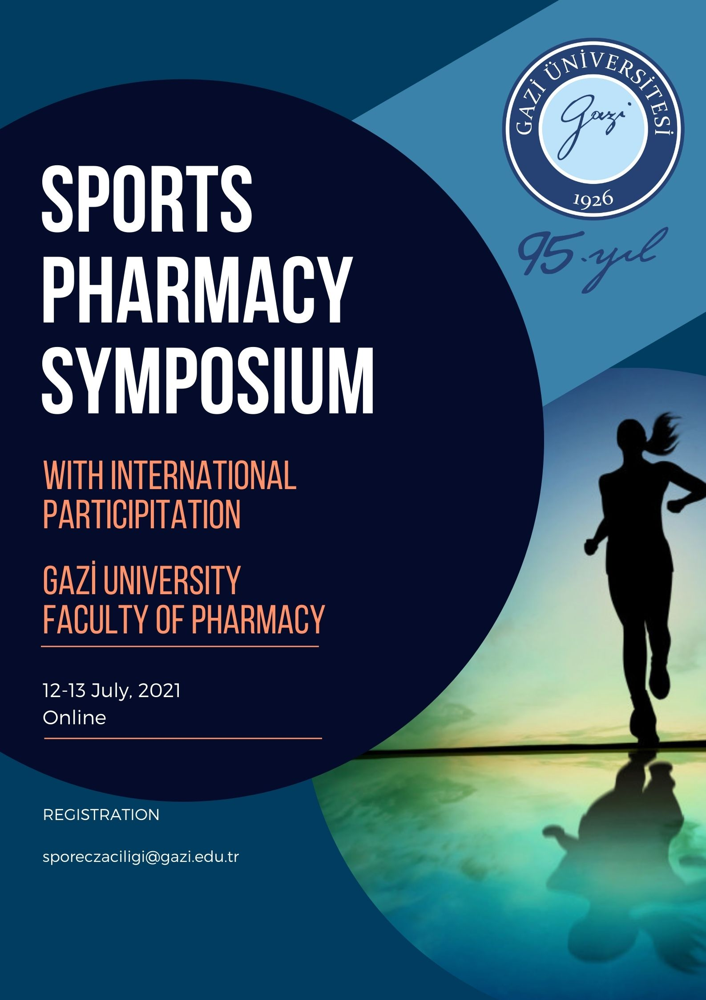 GAZİ ÜNİVERSİTESİ
Gazi
1926
95.yıl
SPORTS
PHARMACY
SYMPOSIUM
WITH INTERNATIONAL
PARTICIPITATION
GAZİ UNIVERSITY
FACULTY OF PHARMACY
12-13 July, 2021
Online
REGISTRATION
sporeczaciligi@gazi.edu.tr